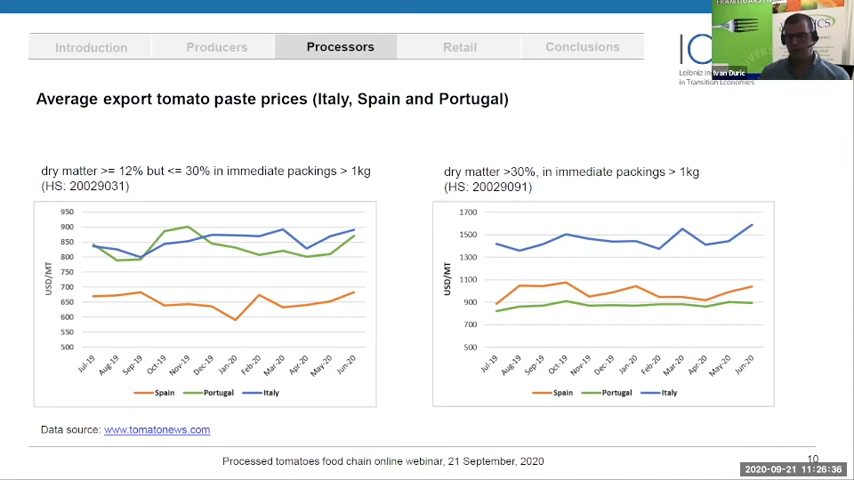 Introduction
Producers
Processors
Retail
Conclusions
Ivan Duric
in Transition Economies
Average export tomato paste prices (Italy, Spain and Portugal)
dry matter >= 12% but <= 30% in immediate packings > 1kg
(HS: 20029031)
950
900
850
800
750
700
650
600
550
500
USD/MT
Jul-19
Aug-19
Sep-19
Oct-19
Nov-19
Dec-19
Jan-20
Feb-20
Mar-20
Apr-20
May-20
Jun-20
Spain
Portugal
Italy
dry matter >30%, in immediate packings > 1kg
(HS: 20029091)
1700
1500
1300
1100
900
700
500
USD/MT
Jul-19
Aug-19
Sep-19
Oct-19
Nov-19
Dec-19
Jan-20
Feb-20
Mar-20
Apr-20
May-20
Jun-20
Spain
Portugal
Italy
Data source: www.tomatonews.com
Processed tomatoes food chain online webinar, 21 September, 2020
10
2020-09-21 11:26:36